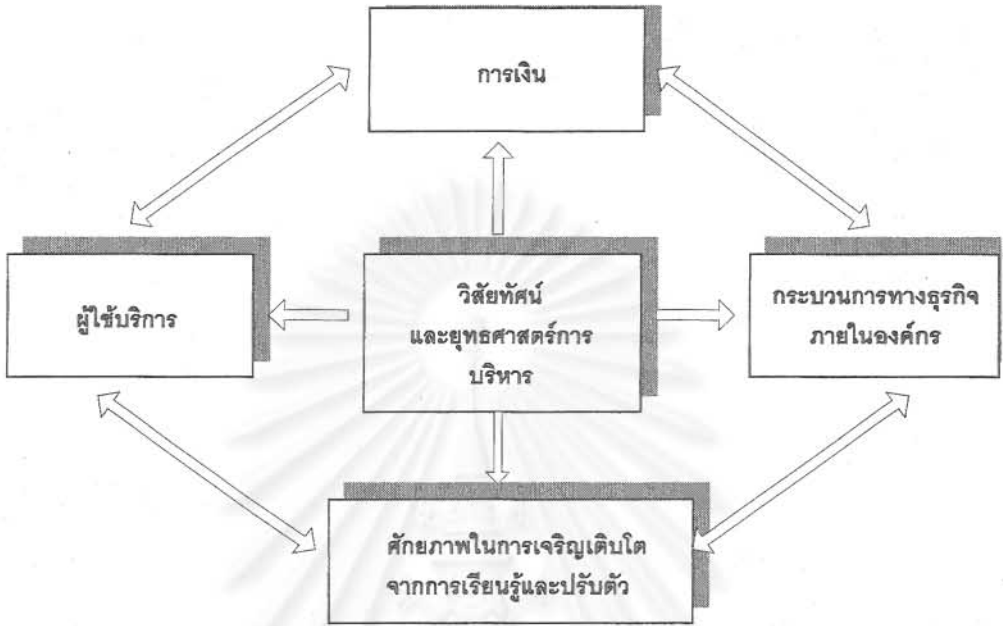 การเงิน
ผู้ใช้บริการ
วิสัยทัศน์
และยุทธศาสตร์การ
บริหาร
กระบวนการทางธุรกิจ
ภายในองค์กร
ศักยภาพในการเจริญเติบโต
จากการเรียนรู้และปรับตัว